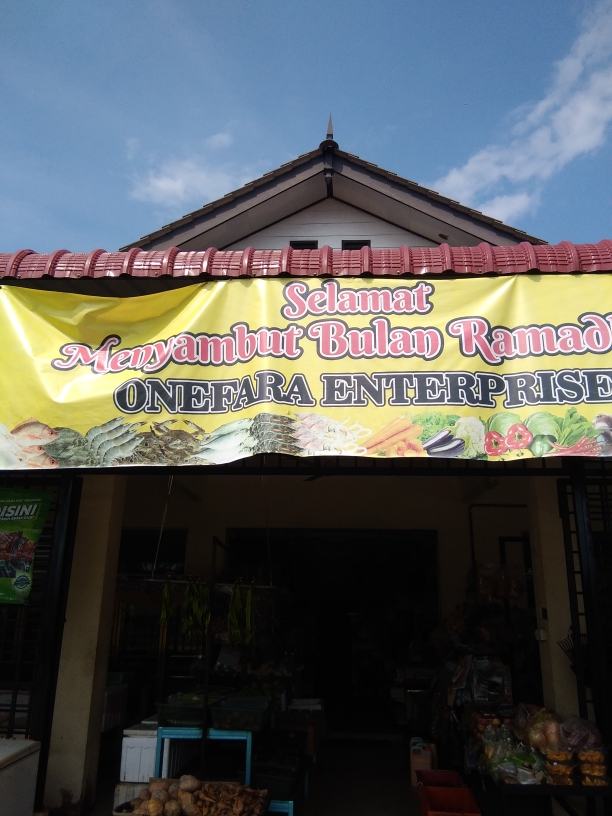 Selamat
Menyambut Bulan Ramad
ONEFARA ENTERPRISE
DISINI